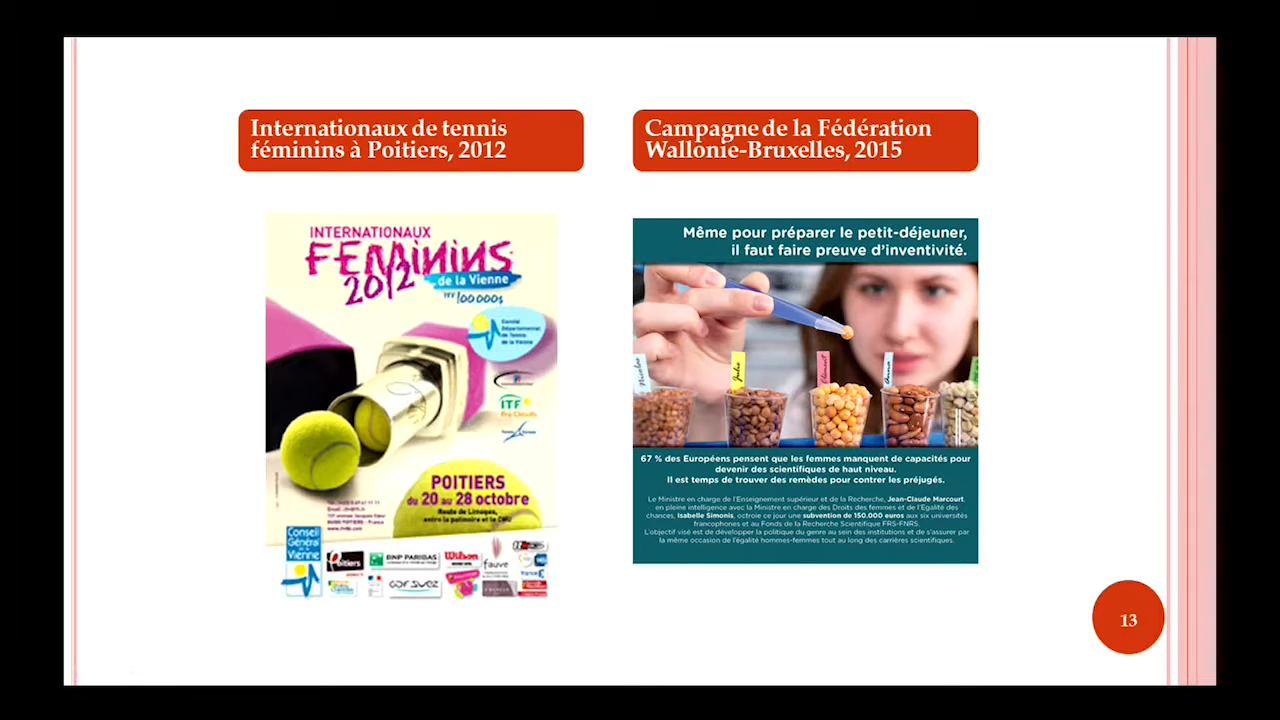 Internationaux de tennis
féminins à Poitiers, 2012
Campagne de la Fédération
Wallonie-Bruxelles, 2015
INTERNATIONAUX
FEMININS
2012
de la Vienne
100 000$
Comité
Départemental
de Tennis
de la Vienne
ITF
Pro Circuits
POITIERS
du 20 au 28 octobre
Route de Limoges,
entre la patinoire et le CHU
Conseil
Général
de la
Vienne
Poitiers
BNP PARIBAS
Wilson
GDF SUEZ
fauve
Même pour préparer le petit-déjeuner,
il faut faire preuve d'inventivité.
Nicolas
Julie
Clément
Anna
67 % des Européens pensent que les femmes manquent de capacités pour
devenir des scientifiques de haut niveau.
Il est temps de trouver des remèdes pour contrer les préjugés.
Le Ministre en charge de l'Enseignement supérieur et de la Recherche, Jean-Claude Marcourt,
en pleine intelligence avec la Ministre en charge des Droits des femmes et de l'Égalité des
chances, Isabelle Simonis, octroie ce jour une subvention de 150.000 euros aux six universités
francophones et au Fonds de la Recherche Scientifique FRS-FNRS.
L'objectif visé est de développer la politique du genre au sein des institutions et de s'assurer par
la même occasion de l'égalité hommes-femmes tout au long des carrières scientifiques.
13